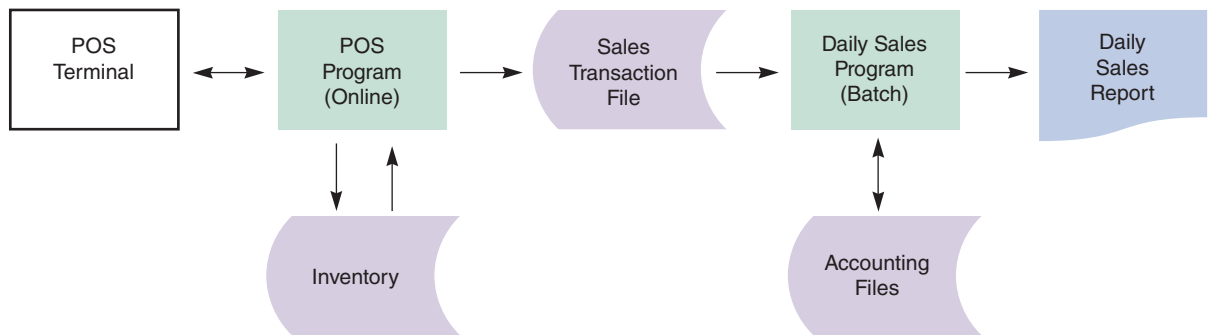 POS
Terminal
POS
Program
(Online)
Sales
Transaction
File
Daily Sales
Program
(Batch)
Daily
Sales
Report
Inventory
Accounting
Files